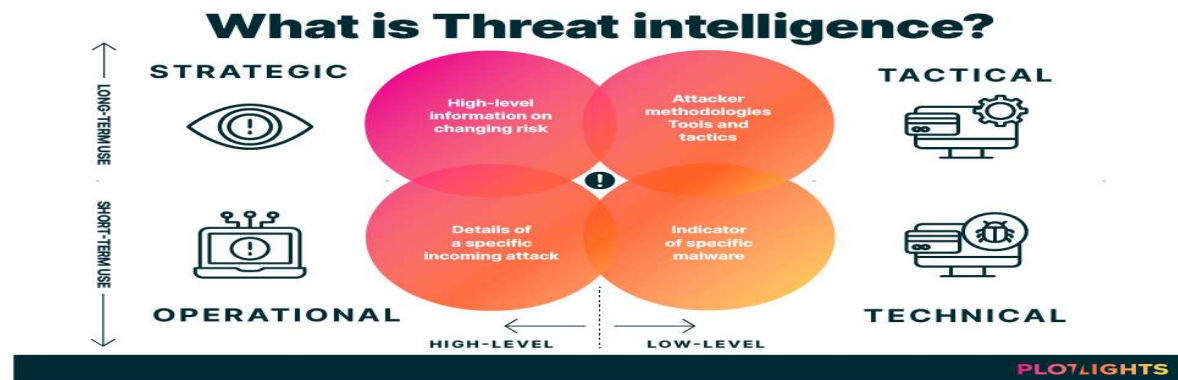 What is Threat intelligence?
STRATEGIC
TACTICAL
LONG-TERM USE
High-level
information on
changing risk
Attacker
methodologies
Tools and
tactics
!
!
SHORT-TERM USE
Details of
a specific
incoming attack
Indicator
of specific
malware
!
OPERATIONAL
TECHNICAL
HIGH-LEVEL
LOW-LEVEL